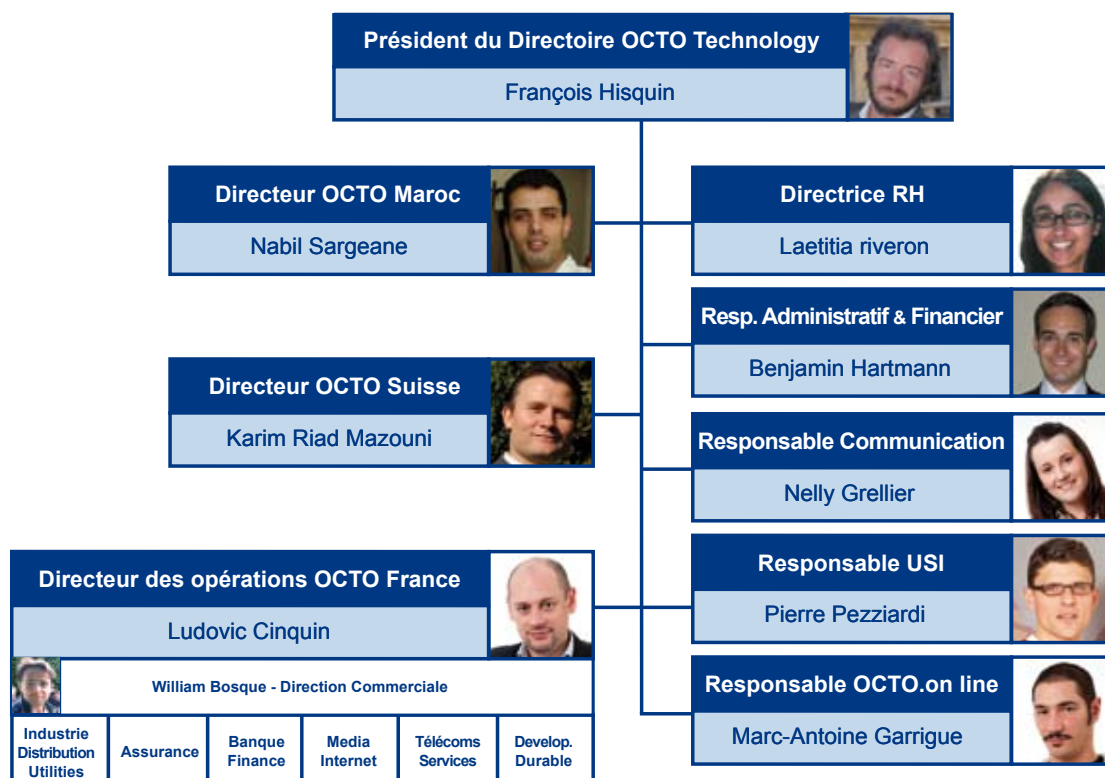 Président du Directoire OCTO Technology
François Hisquin
Directeur OCTO Maroc
Nabil Sargeane
Directrice RH
Laetitia riveron
Resp. Administratif & Financier
Benjamin Hartmann
Directeur OCTO Suisse
Karim Riad Mazouni
Responsable Communication
Nelly Grellier
Directeur des opérations OCTO France
Ludovic Cinquin
Responsable USI
Pierre Pezziardi
William Bosque - Direction Commerciale
Responsable OCTO.on line
Marc-Antoine Garrigue
Industrie
Distribution
Utilities
Assurance
Banque
Finance
Media
Internet
Télécoms
Services
Develop.
Durable